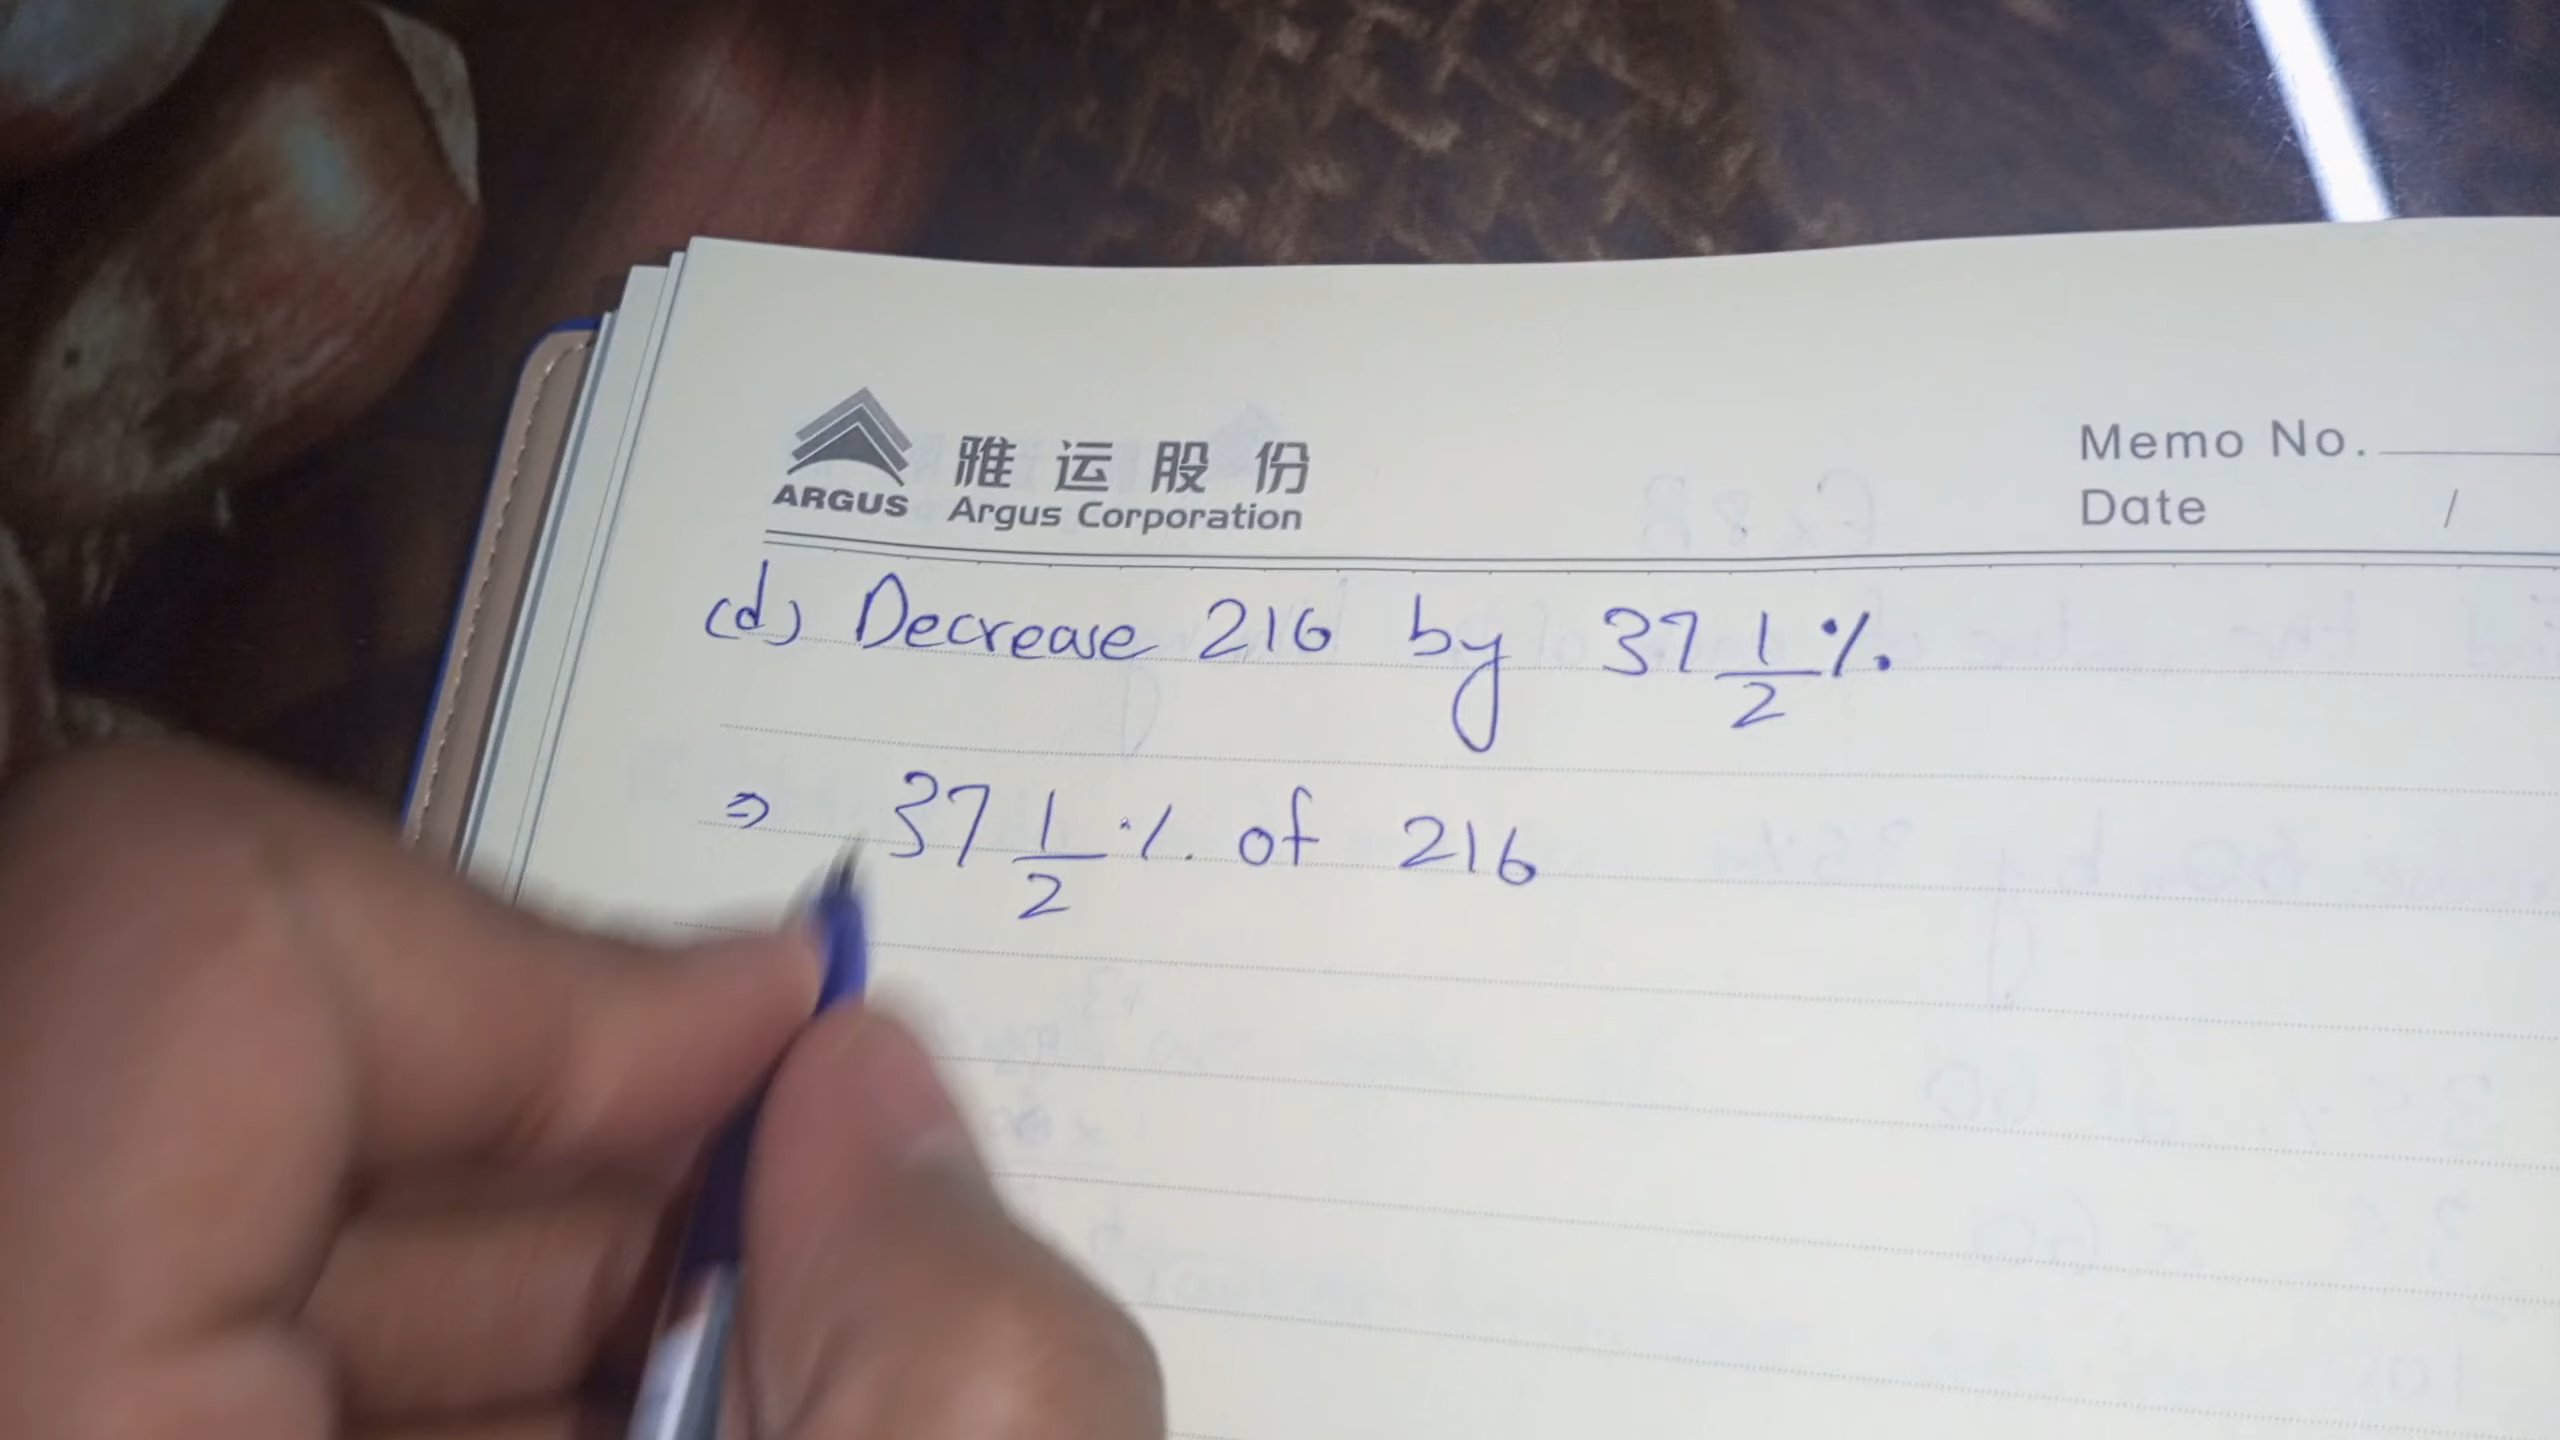 雅运股份
ARGUS Argus Corporation
Memo No.
Date /
(d) Decrease 216 by 37 1/2 %.
⇒ 37 1/2 %. of 216